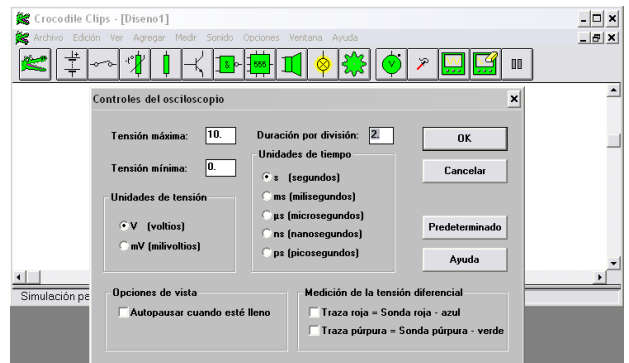 Crocodile Clips - [Diseno1]
Archivo Edición Ver Agregar Medir Sonido Opciones Ventana Ayuda
&
555
V
Controles del osciloscopio
Tensión máxima: 10.
Duración por división: 2.
OK
Tensión mínima: 0.
Unidades de tiempo
s (segundos)
Cancelar
Unidades de tensión
ms (milisegundos)
V (voltios)
µs (microsegundos)
mV (milivoltios)
ns (nanosegundos)
Predeterminado
ps (picosegundos)
Ayuda
Simulación pa
Opciones de vista
Autopausar cuando esté lleno
Medición de la tensión diferencial
Traza roja = Sonda roja - azul
Traza púrpura = Sonda púrpura - verde